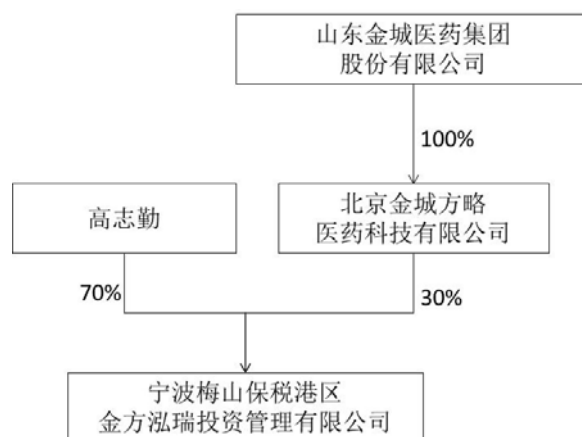 山东金城医药集团
股份有限公司
100%
高志勤
北京金城方略
医药科技有限公司
70%
30%
宁波梅山保税港区
金方泓瑞投资管理有限公司